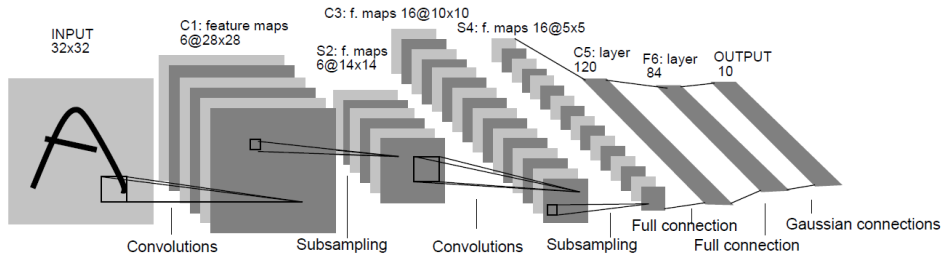 INPUT
32x32
C1: feature maps
6@28x28
S2: f. maps
6@14x14
C3: f. maps 16@10x10
S4: f. maps 16@5x5
C5: layer
120
F6: layer
84
OUTPUT
10
Convolutions
Subsampling
Convolutions
Subsampling
Full connection
Full connection
Gaussian connections